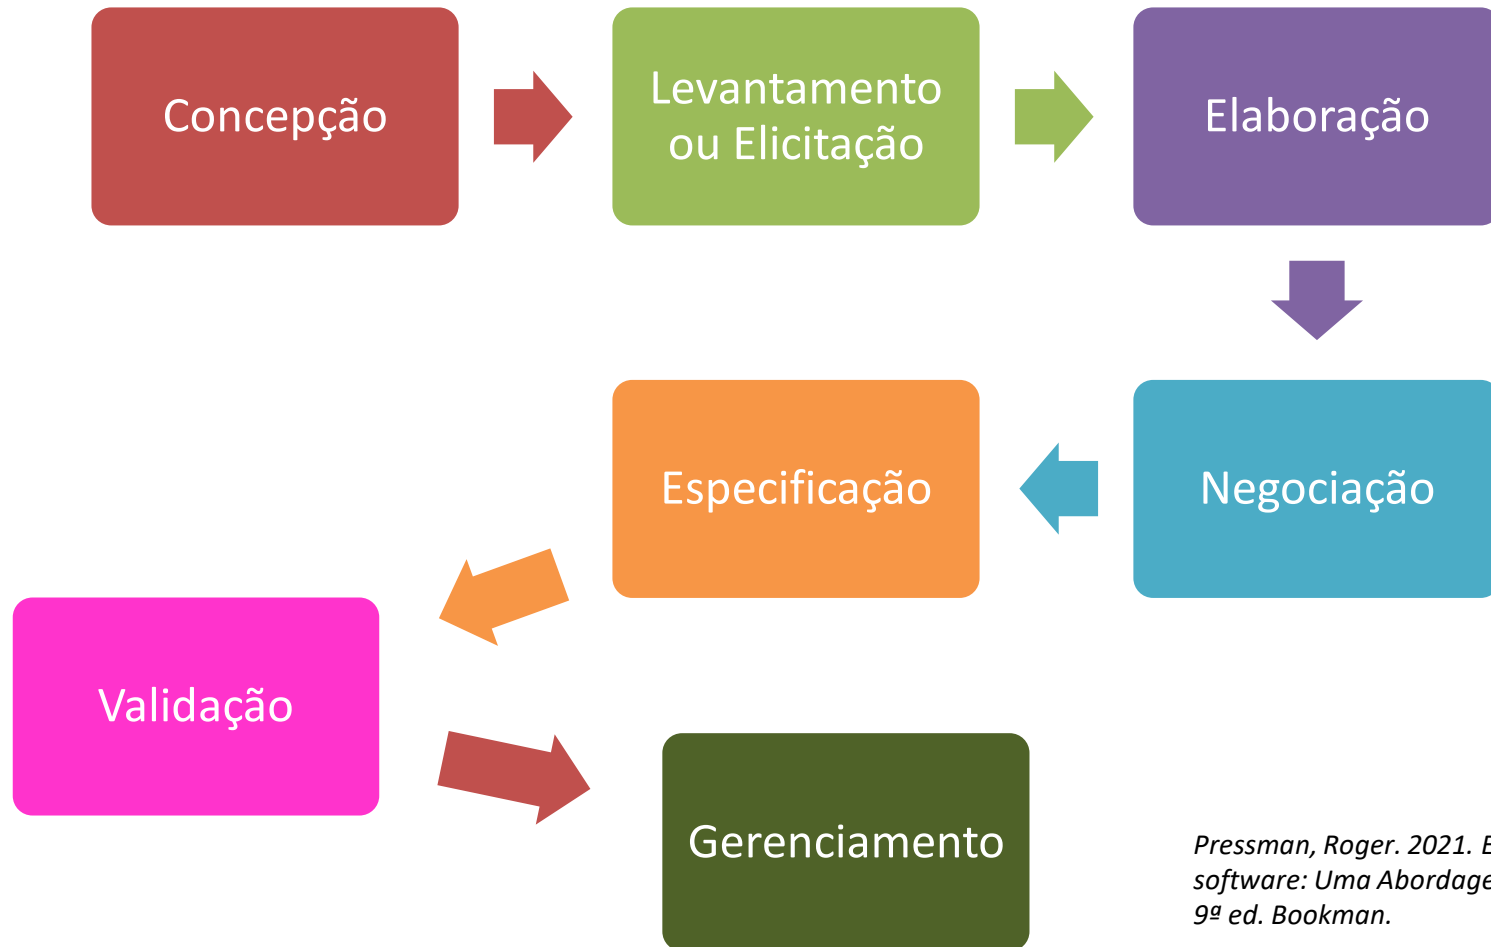 Concepção
Levantamento
ou Elicitação
Elaboração
Negociação
Especificação
Validação
Gerenciamento
Pressman, Roger. 2021.
software: Uma
9ª ed. Bookman.